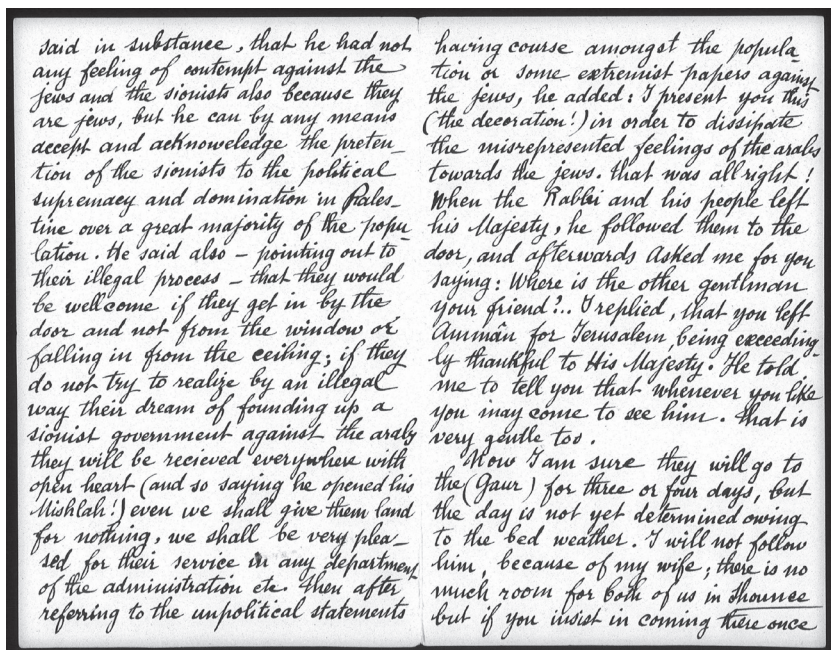 said in substance, that he had not
any feeling of contempt against the
jews and the sionists also because they
are jews, but he can by any means
accept and acknoweledge the preten-
tion of the sionists to the political
supremacy and domination in Pales-
tine over a great majority of the popu-
lation. He said also – pointing out to
their illegal process – that they would
be wellcome if they get in by the
door and not from the window or
falling in from the ceiling; if they
do not try to realize by an illegal
way their dream of founding up a
sionist government against the arabs
they will be recieved everywhere with
open heart (and so saying he opened his
Mishlah!) even we shall give them land
for nothing, we shall be very plea-
sed for their service in any department
of the administration etc. Then after
referring to the unpolitical statements
having course amongst the popula-
tion or some extremist papers against
the jews, he added: I present you this
(the decoration!) in order to dissipate
the misrepresented feelings of the arabs
towards the jews. That was all right!
When the Rabbi and his people left
his Majesty, he followed them to the
door, and afterwards Asked me for you
saying: Where is the other gentlman
your friend?.. I replied, that you left
Ammân for Jerusalem, being exceeding-
ly thankful to His Majesty. He told
me to tell you that whenever you like
you may come to see him. That is
very gentle too.
Now I am sure they will go to
the (Gaur) for three or four days, but
the day is not yet determined owing
to the bed weather. I will not follow
him, because of my wife; there is no
much room for both of us in Shounee
but if you insist in coming there once